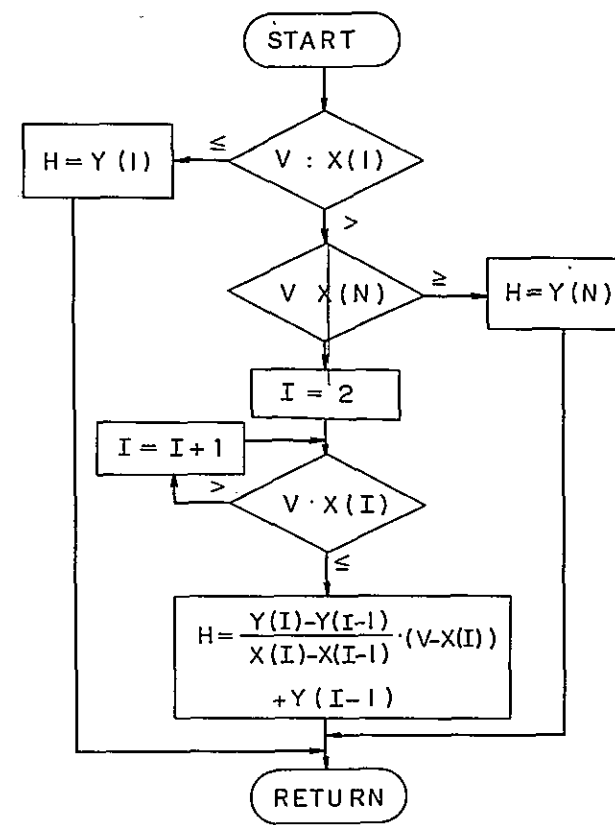 START
≤
H=Y(1)
V : X(1)
>
V X(N)
≥
H=Y(N)
I = 2
I = I+1
>
V · X(I)
≤
H= Y(I)-Y(I-1) / X(I)-X(I-1) ·(V-X(I))
+Y(I-1)
RETURN